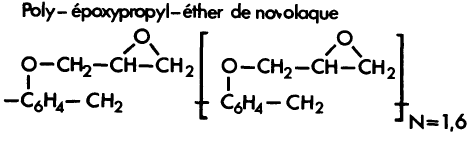 Poly-époxypropyl-éther de novolaque
O O
O-CH2-CH-CH2 O-CH2-CH-CH2
-C6H4-CH2 C6H4-CH2
N=1,6